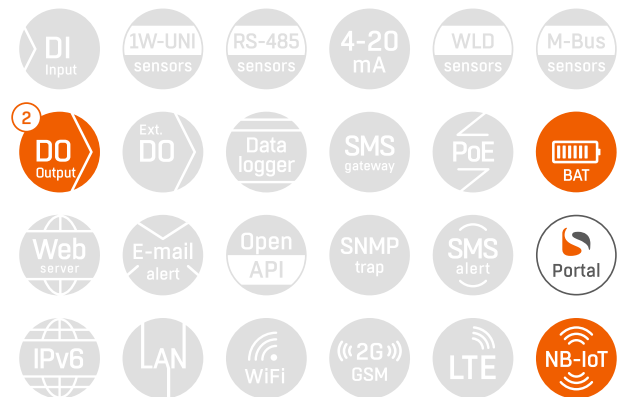 DI
Input
1W-UNI
sensors
RS-485
sensors
4-20
mA
WLD
sensors
M-Bus
sensors
2
DO
Output
Ext.
DO
Data
logger
SMS
gateway
PoE
BAT
Web
server
E-mail
alert
Open
API
SNMP
trap
SMS
alert
Portal
IPv6
LAN
WiFi
2G
GSM
LTE
NB-IoT